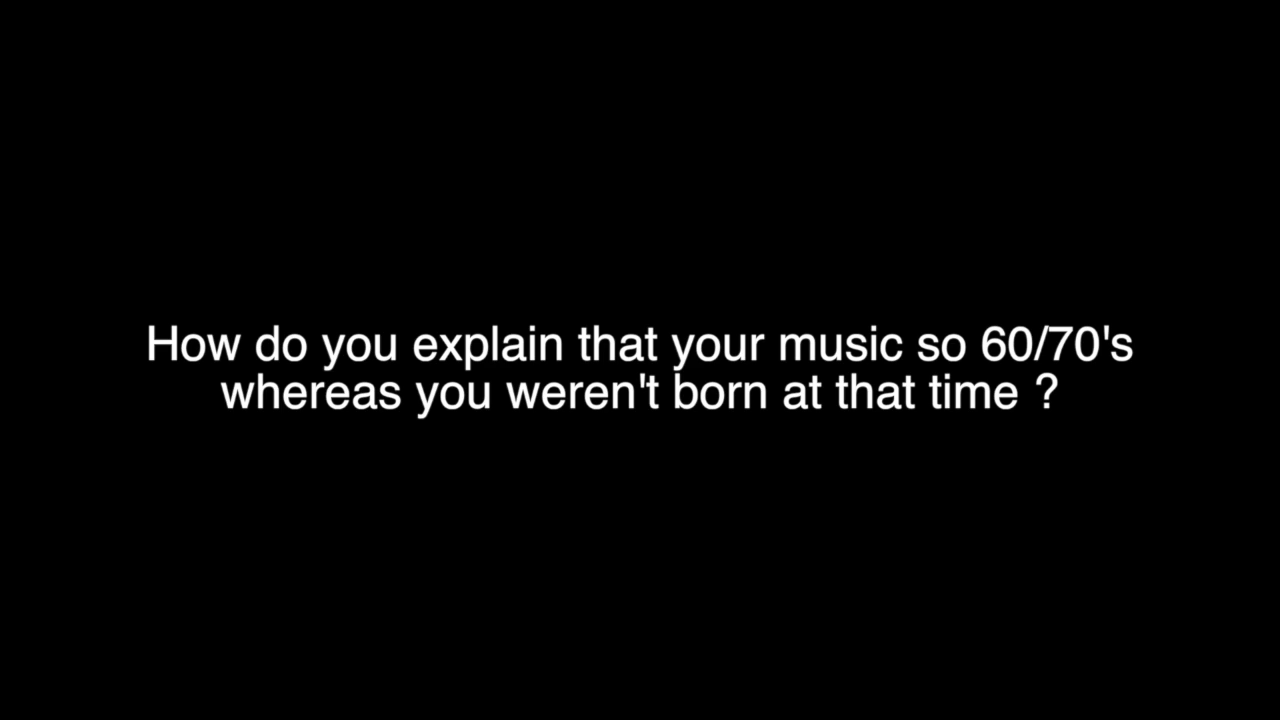 How do you explain that your music so 60/70's
whereas you weren't born at that time ?